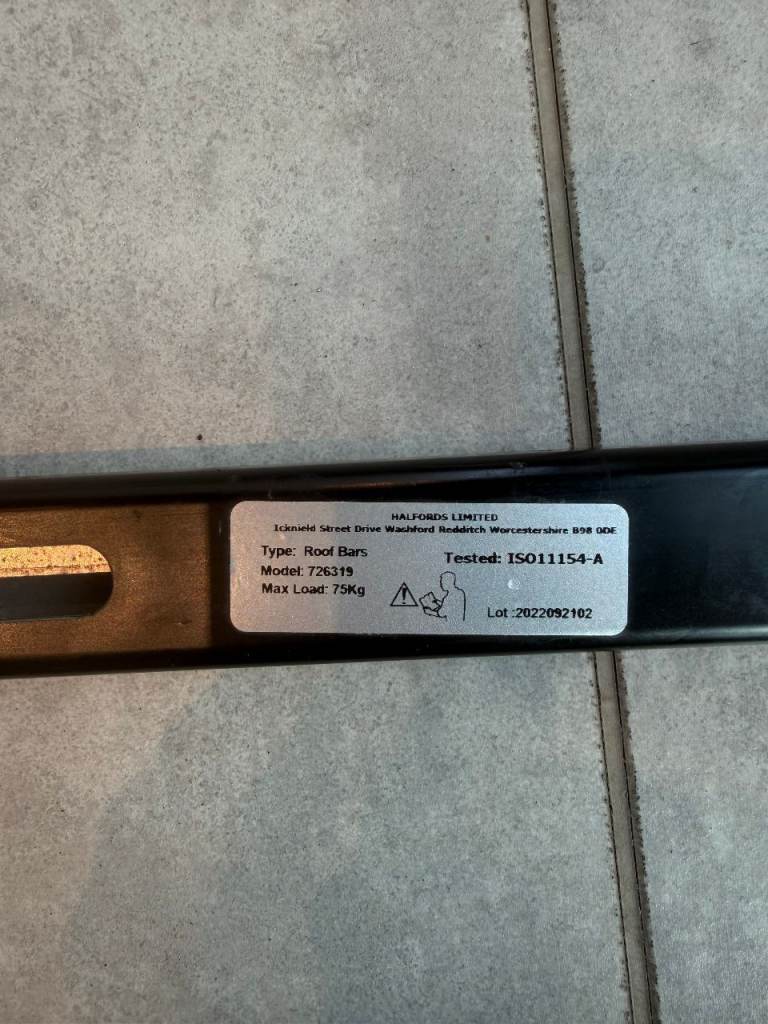 HALFORDS LIMITED
Icknield Street Drive Washford Redditch Worcestershire B98 0DE
Type: Roof Bars
Tested: ISO11154-A
Model: 726319
Max Load: 75Kg
Lot :2022092102